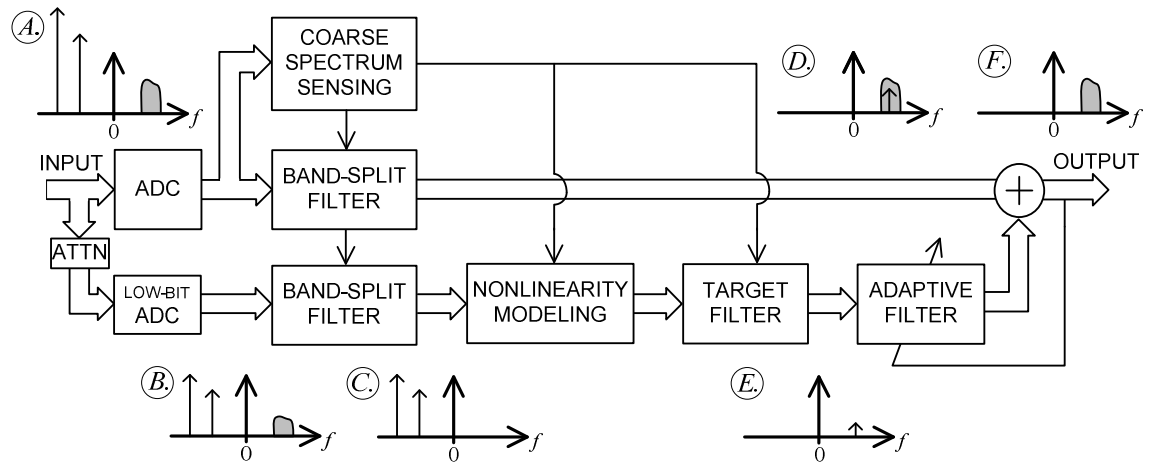 A.
0
f
COARSE
SPECTRUM
SENSING
D.
0
f
F.
0
f
INPUT
ADC
BAND-SPLIT
FILTER
+
OUTPUT
ATTN
LOW-BIT
ADC
BAND-SPLIT
FILTER
NONLINEARITY
MODELING
TARGET
FILTER
ADAPTIVE
FILTER
B.
0
f
C.
0
f
E.
0
f